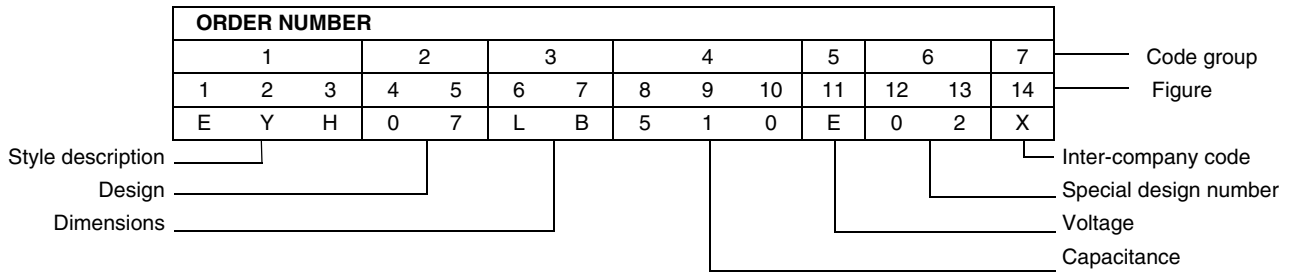 ORDER NUMBER
1 2 3 4 5 6 7 Code group
1 2 3 4 5 6 7 8 9 10 11 12 13 14 Figure
E Y H 0 7 L B 5 1 0 E 0 2 X
Style description Inter-company code
Design Special design number
Dimensions Voltage
Capacitance